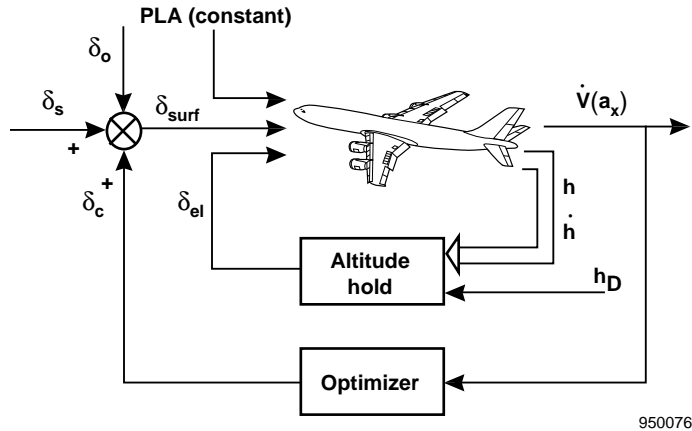 PLA (constant)
δo
δs
δsurf
V̇(ax)
+
+
δc
δel
h
ḣ
Altitude
hold
hD
Optimizer
950076